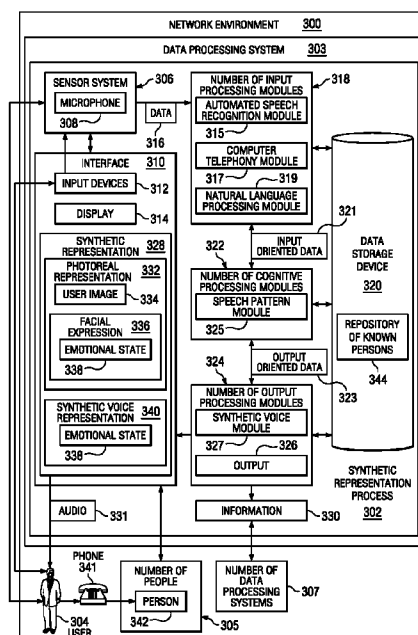 NETWORK ENVIRONMENT 300
DATA PROCESSING SYSTEM 303
SENSOR SYSTEM
306
MICROPHONE
308
DATA
316
NUMBER OF INPUT
PROCESSING MODULES
318
AUTOMATED SPEECH
RECOGNITION MODULE
315
COMPUTER
TELEPHONY MODULE
317
319
NATURAL LANGUAGE
PROCESSING MODULE
INTERFACE 310
INPUT DEVICES
312
DISPLAY
314
SYNTHETIC
REPRESENTATION 328
PHOTOREAL
REPRESENTATION 332
USER IMAGE
334
FACIAL
EXPRESSION 336
EMOTIONAL STATE
338
SYNTHETIC VOICE
REPRESENTATION 340
EMOTIONAL STATE
338
321
INPUT
ORIENTED DATA
322
NUMBER OF COGNITIVE
PROCESSING MODULES
SPEECH PATTERN
MODULE
325
324
OUTPUT
ORIENTED DATA
323
NUMBER OF OUTPUT
PROCESSING MODULES
SYNTHETIC VOICE
MODULE
327
326
OUTPUT
INFORMATION
330
DATA
STORAGE
DEVICE
320
REPOSITORY
OF KNOWN
PERSONS
344
SYNTHETIC
REPRESENTATION
PROCESS
302
AUDIO
331
PHONE
341
304
USER
NUMBER OF
PEOPLE
PERSON
342
305
NUMBER OF
DATA
PROCESSING
SYSTEMS
307